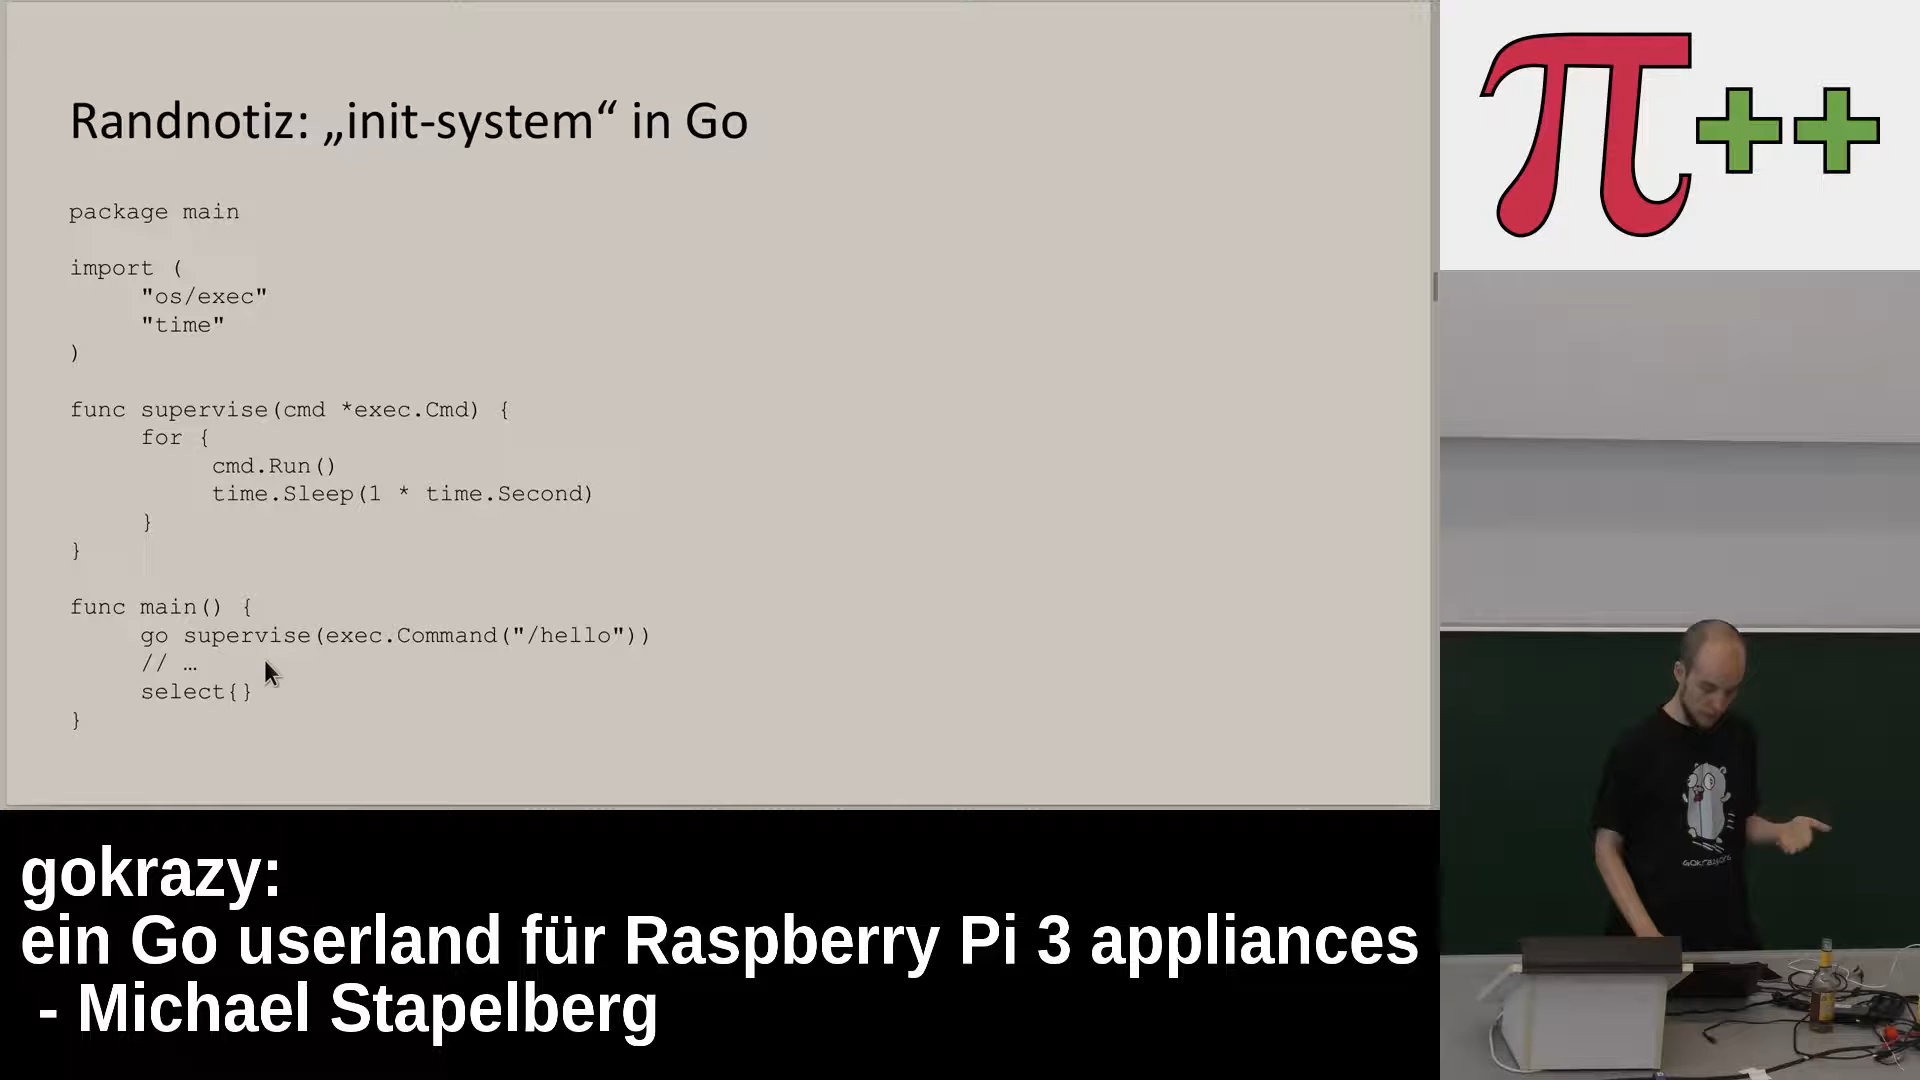 Randnotiz: „init-system“ in Go
package main
import (
"os/exec"
"time"
)
func supervise(cmd *exec.Cmd) {
for {
cmd.Run()
time.Sleep(1 * time.Second)
}
}
func main() {
go supervise(exec.Command("/hello"))
// …
select{}
}
π++
gokrazy:
ein Go userland für Raspberry Pi 3 appliances
- Michael Stapelberg